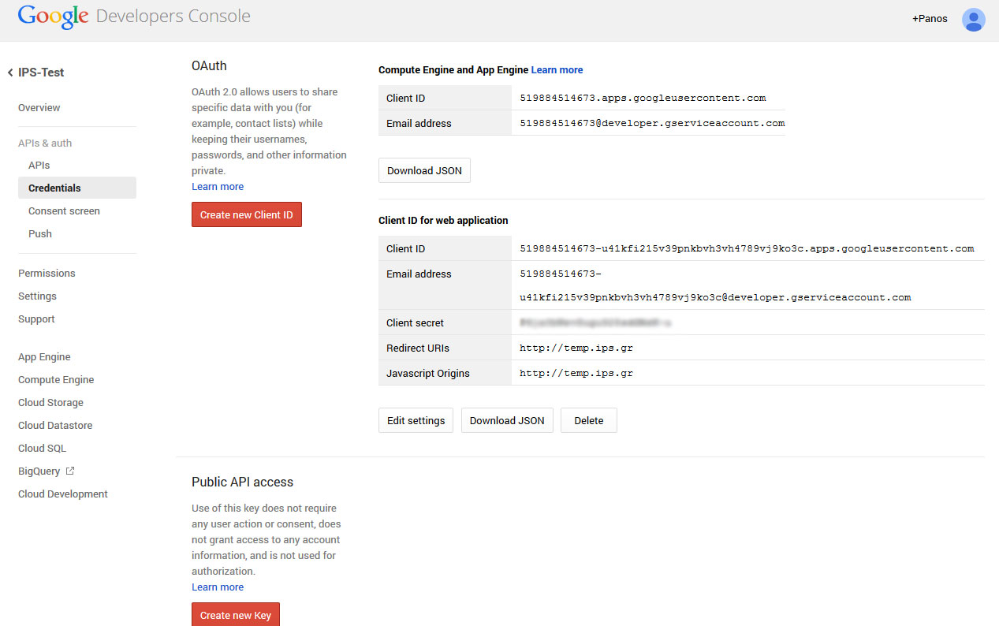 Google Developers Console
+Panos
IPS-Test
Overview
APIs & auth
APIs
Credentials
Consent screen
Push
Permissions
Settings
Support
App Engine
Compute Engine
Cloud Storage
Cloud Datastore
Cloud SQL
BigQuery
Cloud Development
OAuth
OAuth 2.0 allows users to share
specific data with you (for
example, contact lists) while
keeping their usernames,
passwords, and other information
private.
Learn more
Create new Client ID
Compute Engine and App Engine Learn more
Client ID 519884514673.apps.googleusercontent.com
Email address 519884514673@developer.gserviceaccount.com
Download JSON
Client ID for web application
Client ID 519884514673-u41kfi215v39pnkbvh3vh4789vj9ko3c.apps.googleusercontent.com
Email address 519884514673-
u41kfi215v39pnkbvh3vh4789vj9ko3c@developer.gserviceaccount.com
Client secret
Redirect URIs http://temp.ips.gr
Javascript Origins http://temp.ips.gr
Edit settings Download JSON Delete
Public API access
Use of this key does not require
any user action or consent, does
not grant access to any account
information, and is not used for
authorization.
Learn more
Create new Key